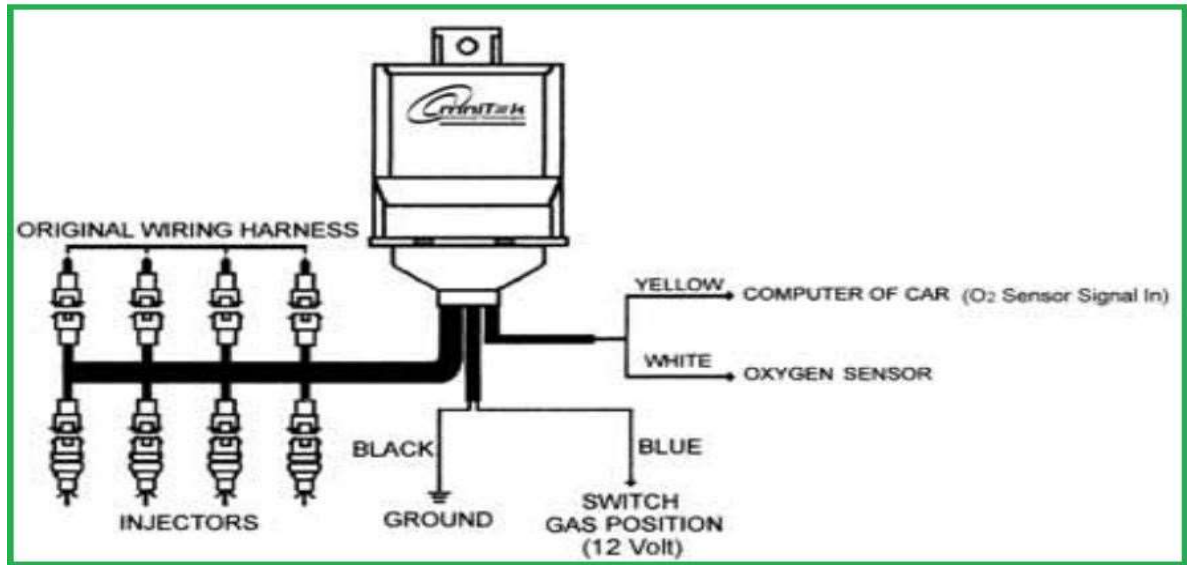 OmniTek
ORIGINAL WIRING HARNESS
YELLOW
COMPUTER OF CAR (O₂ Sensor Signal In)
WHITE
OXYGEN SENSOR
BLACK
BLUE
INJECTORS
GROUND
SWITCH
GAS POSITION
(12 Volt)